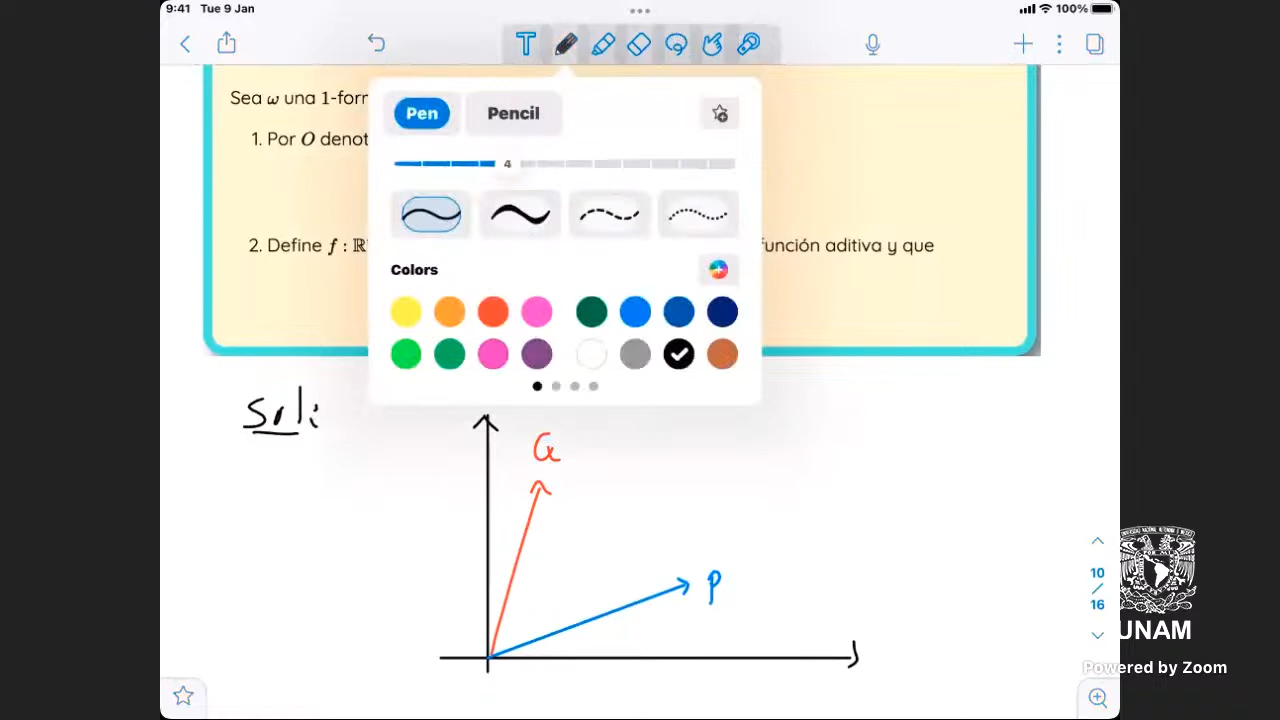 9:41 Tue 9 Jan
100%
T
Sea ω una 1-for
1. Por O denot
2. Define f : ℝ
función aditiva y que
Pen
Pencil
4
Colors
Sol:
Q
P
10
/
16
UNAM
Powered by Zoom